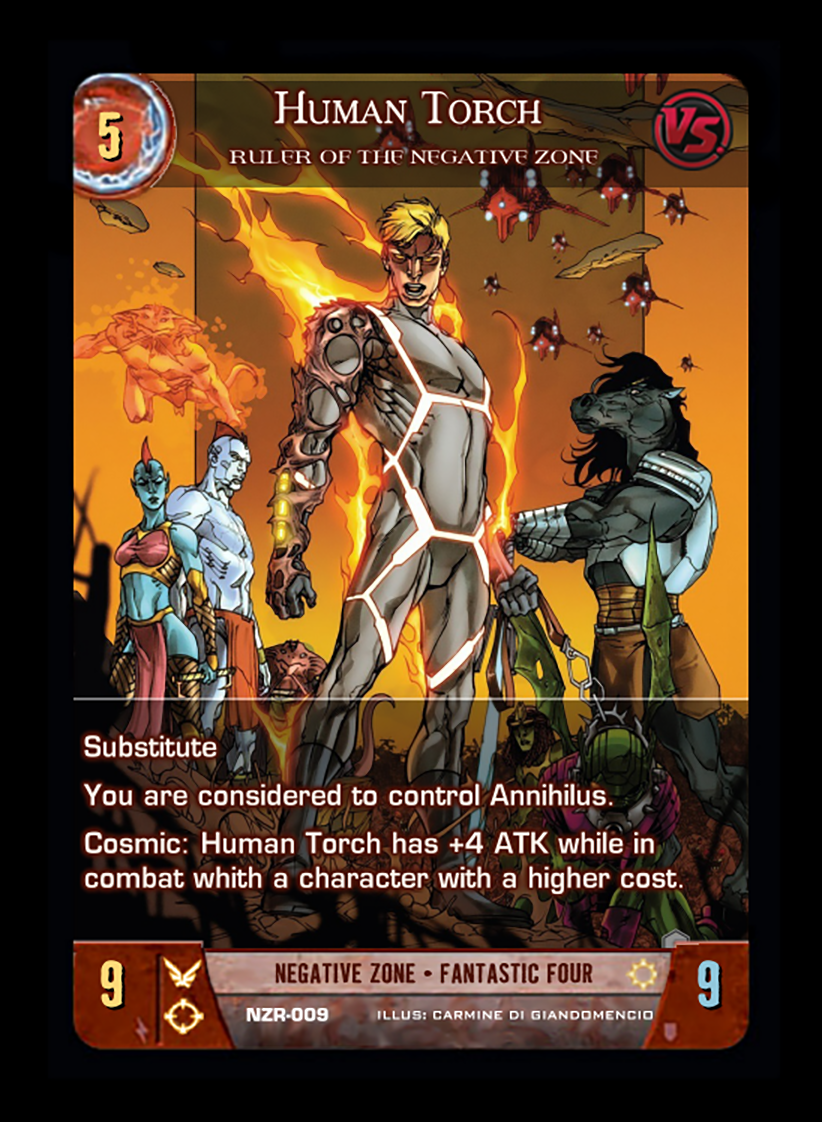 5
HUMAN TORCH
RULER OF THE NEGATIVE ZONE
VS.
Substitute
You are considered to control Annihilus.
Cosmic: Human Torch has +4 ATK while in
combat whith a character with a higher cost.
9
NEGATIVE ZONE • FANTASTIC FOUR
9
NZR-009
ILLUS: CARMINE DI GIANDOMENCIO